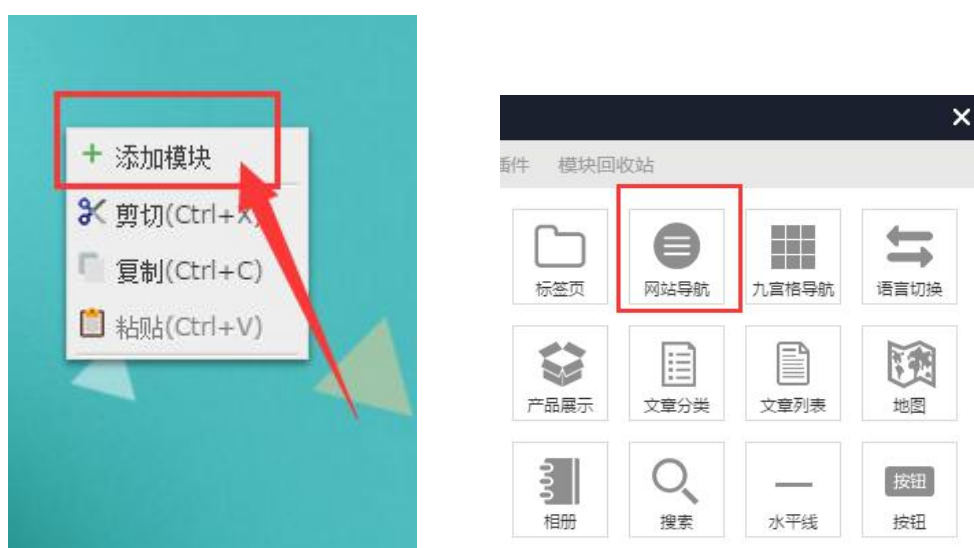 添加模块
剪切(Ctrl+X)
复制(Ctrl+C)
粘贴(Ctrl+V)
插件 模块回收站
标签页 网站导航 九宫格导航 语言切换
产品展示 文章分类 文章列表 地图
按钮
相册 搜索 水平线 按钮